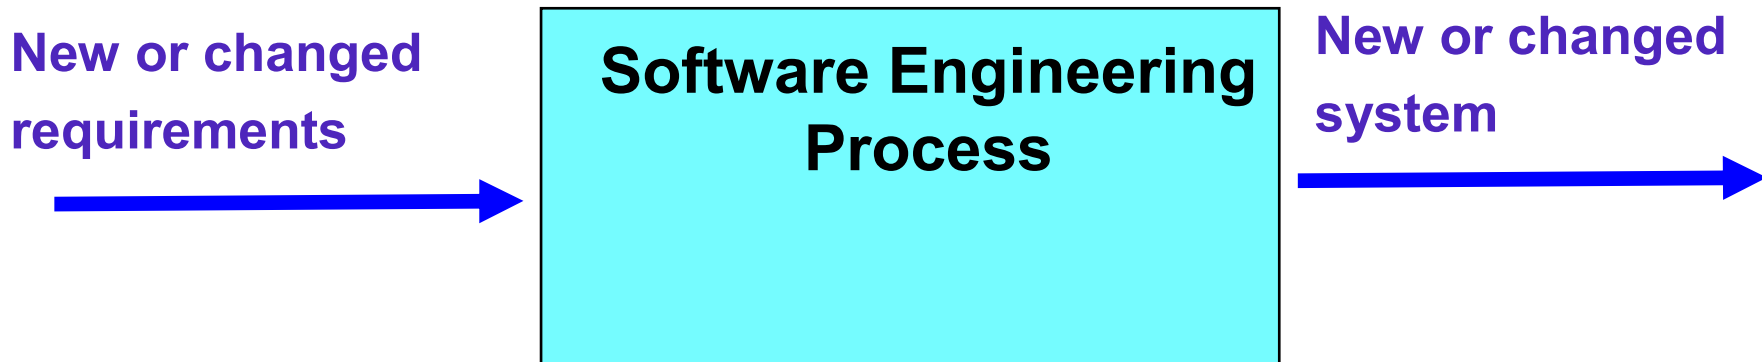 New or changed
requirements
Software Engineering
Process
New or changed
system